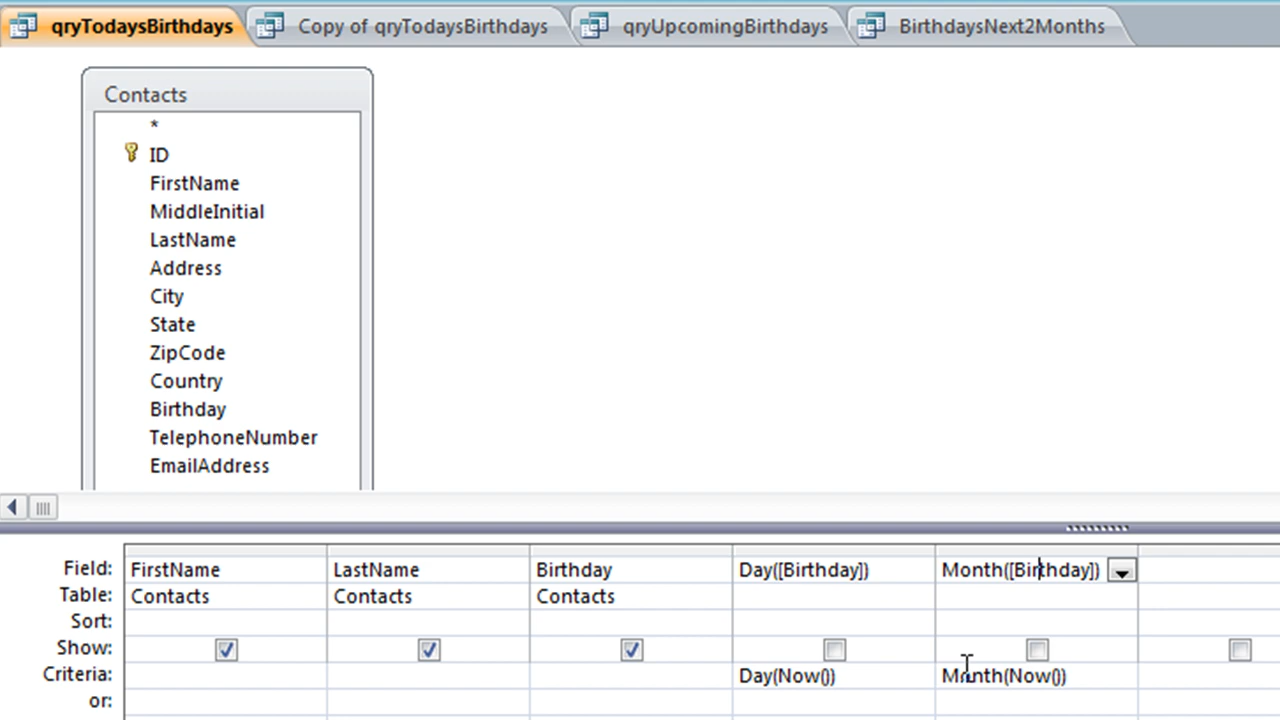 qryTodaysBirthdays Copy of qryTodaysBirthdays qryUpcomingBirthdays BirthdaysNext2Months
Contacts
*
ID
FirstName
MiddleInitial
LastName
Address
City
State
ZipCode
Country
Birthday
TelephoneNumber
EmailAddress
Field: FirstName LastName Birthday Day([Birthday]) Month([Birthday])
Table: Contacts Contacts Contacts
Sort:
Show:
Criteria: Day(Now()) Month(Now())
or: